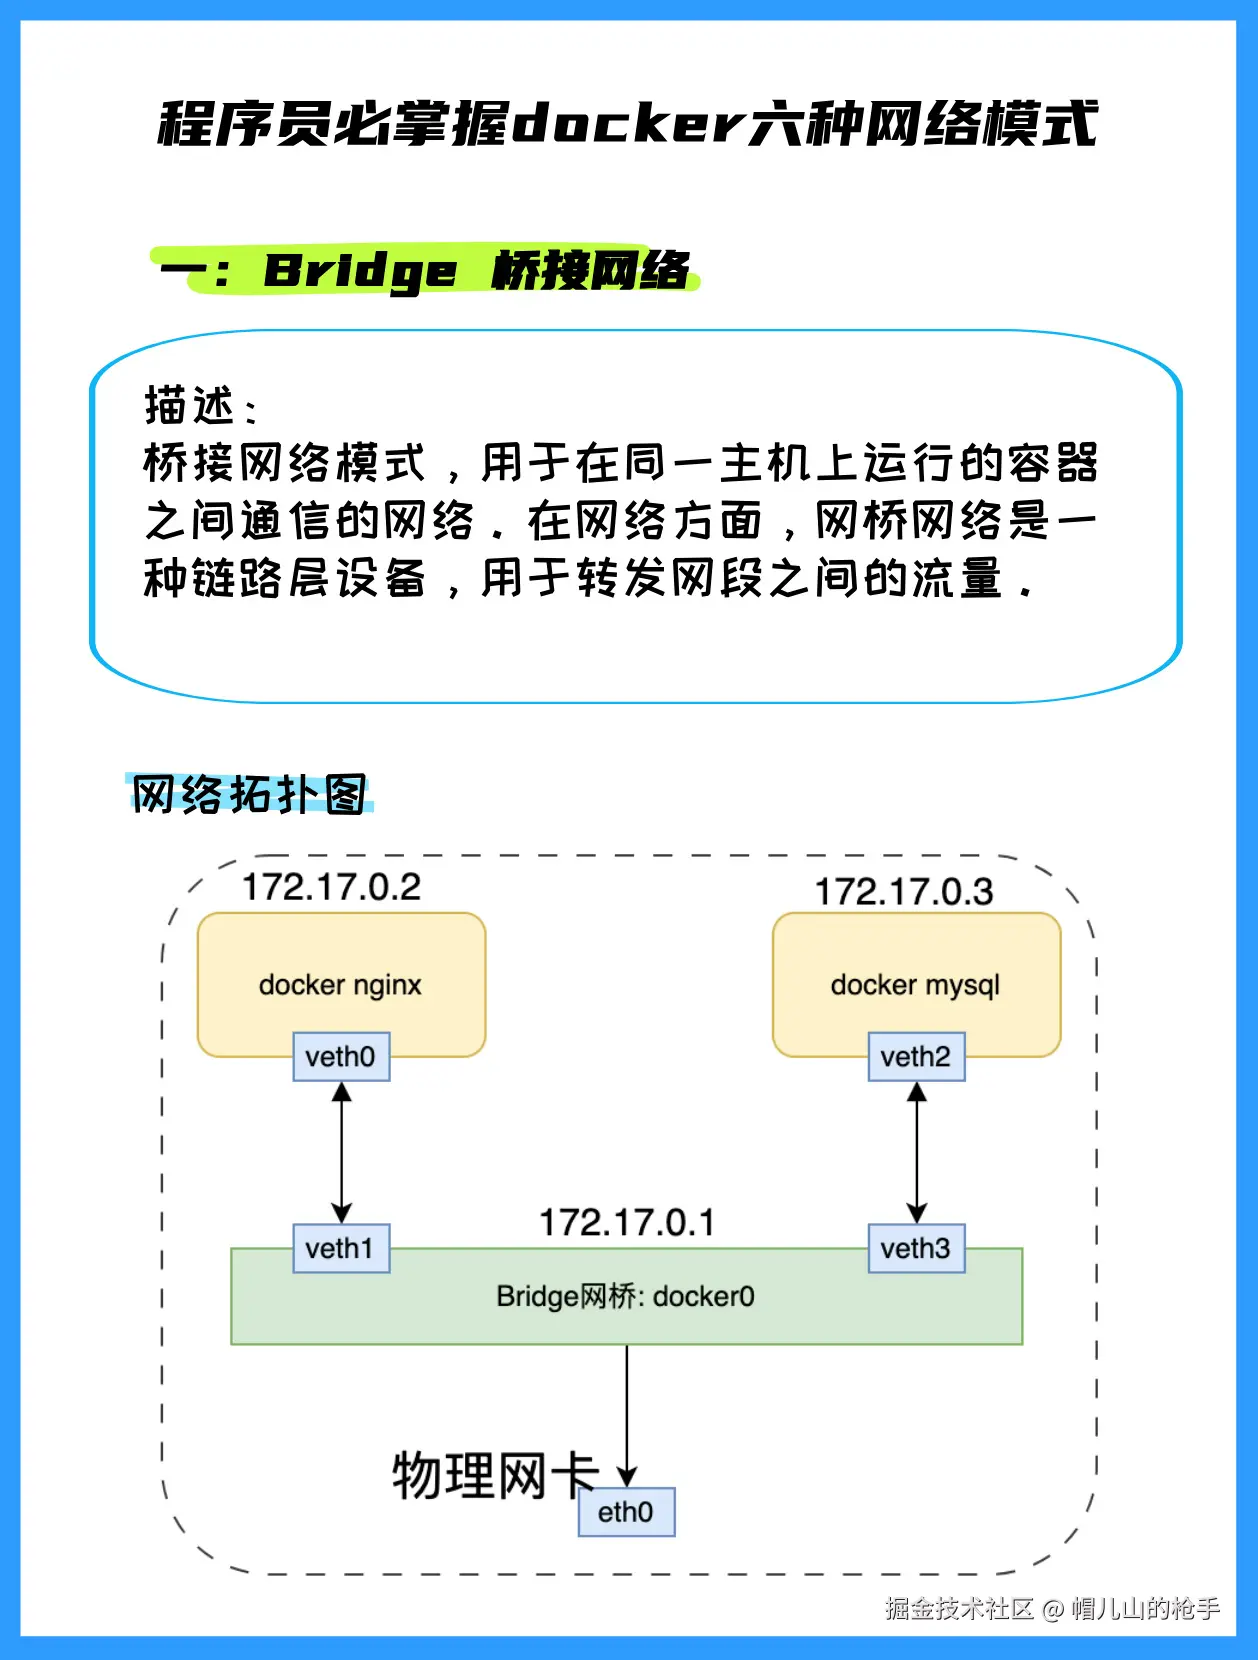 程序员必掌握docker六种网络模式
一：Bridge 桥接网络
描述：
桥接网络模式，用于在同一主机上运行的容器
之间通信的网络．在网络方面，网桥网络是一
种链路层设备，用于转发网段之间的流量．
网络拓扑图
172.17.0.2
172.17.0.3
docker nginx
docker mysql
veth0
veth2
172.17.0.1
veth1
veth3
Bridge网桥: docker0
物理网卡
eth0
掘金技术社区 @ 帽儿山的枪手